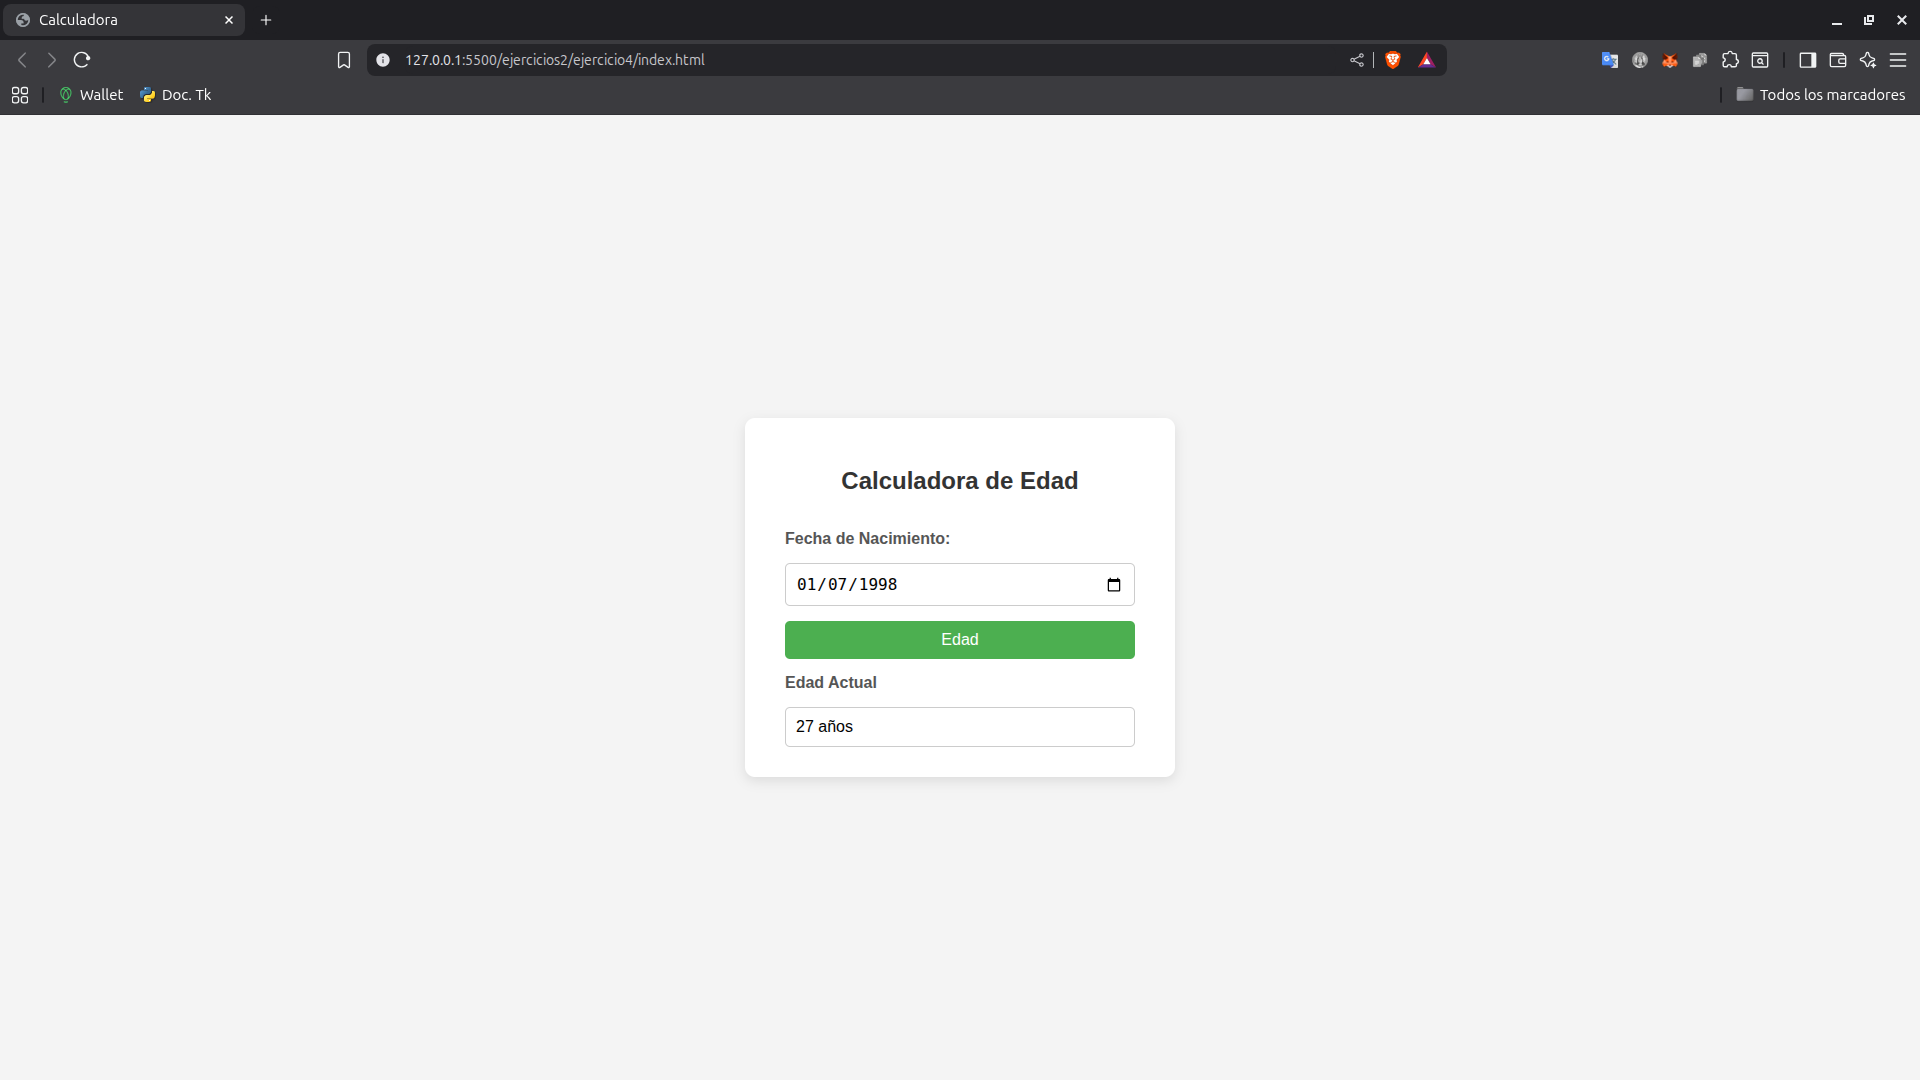 Calculadora
127.0.0.1:5500/ejercicios2/ejercicio4/index.html
Wallet
Doc. Tk
Todos los marcadores
Calculadora de Edad
Fecha de Nacimiento:
01/07/1998
Edad
Edad Actual
27 años